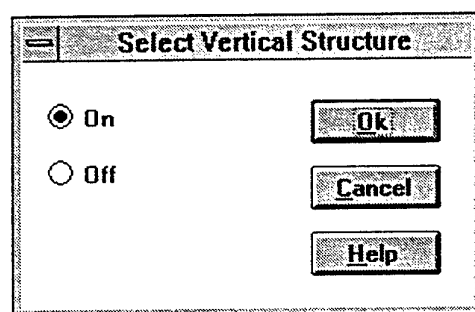 Select Vertical Structure
On
Off
Ok
Cancel
Help